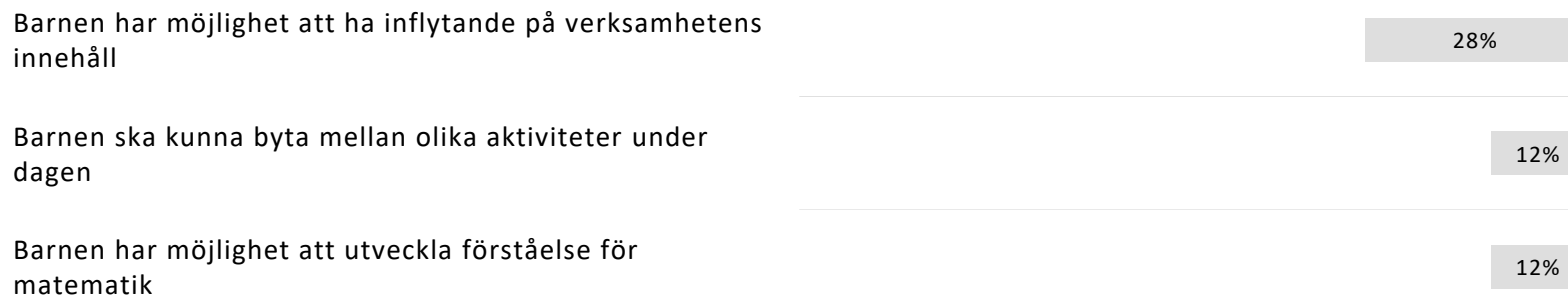 Barnen har möjlighet att ha inflytande på verksamhetens
innehåll
28%
Barnen ska kunna byta mellan olika aktiviteter under
dagen
12%
Barnen har möjlighet att utveckla förståelse för
matematik
12%